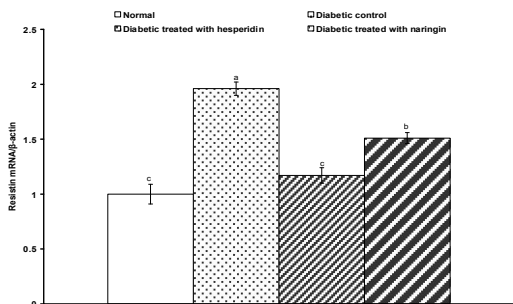 Normal
Diabetic control
Diabetic treated with hesperidin
Diabetic treated with naringin
2.5
2
1.5
1
0.5
0
Resistin mRNA/β-actin
c
a
c
b